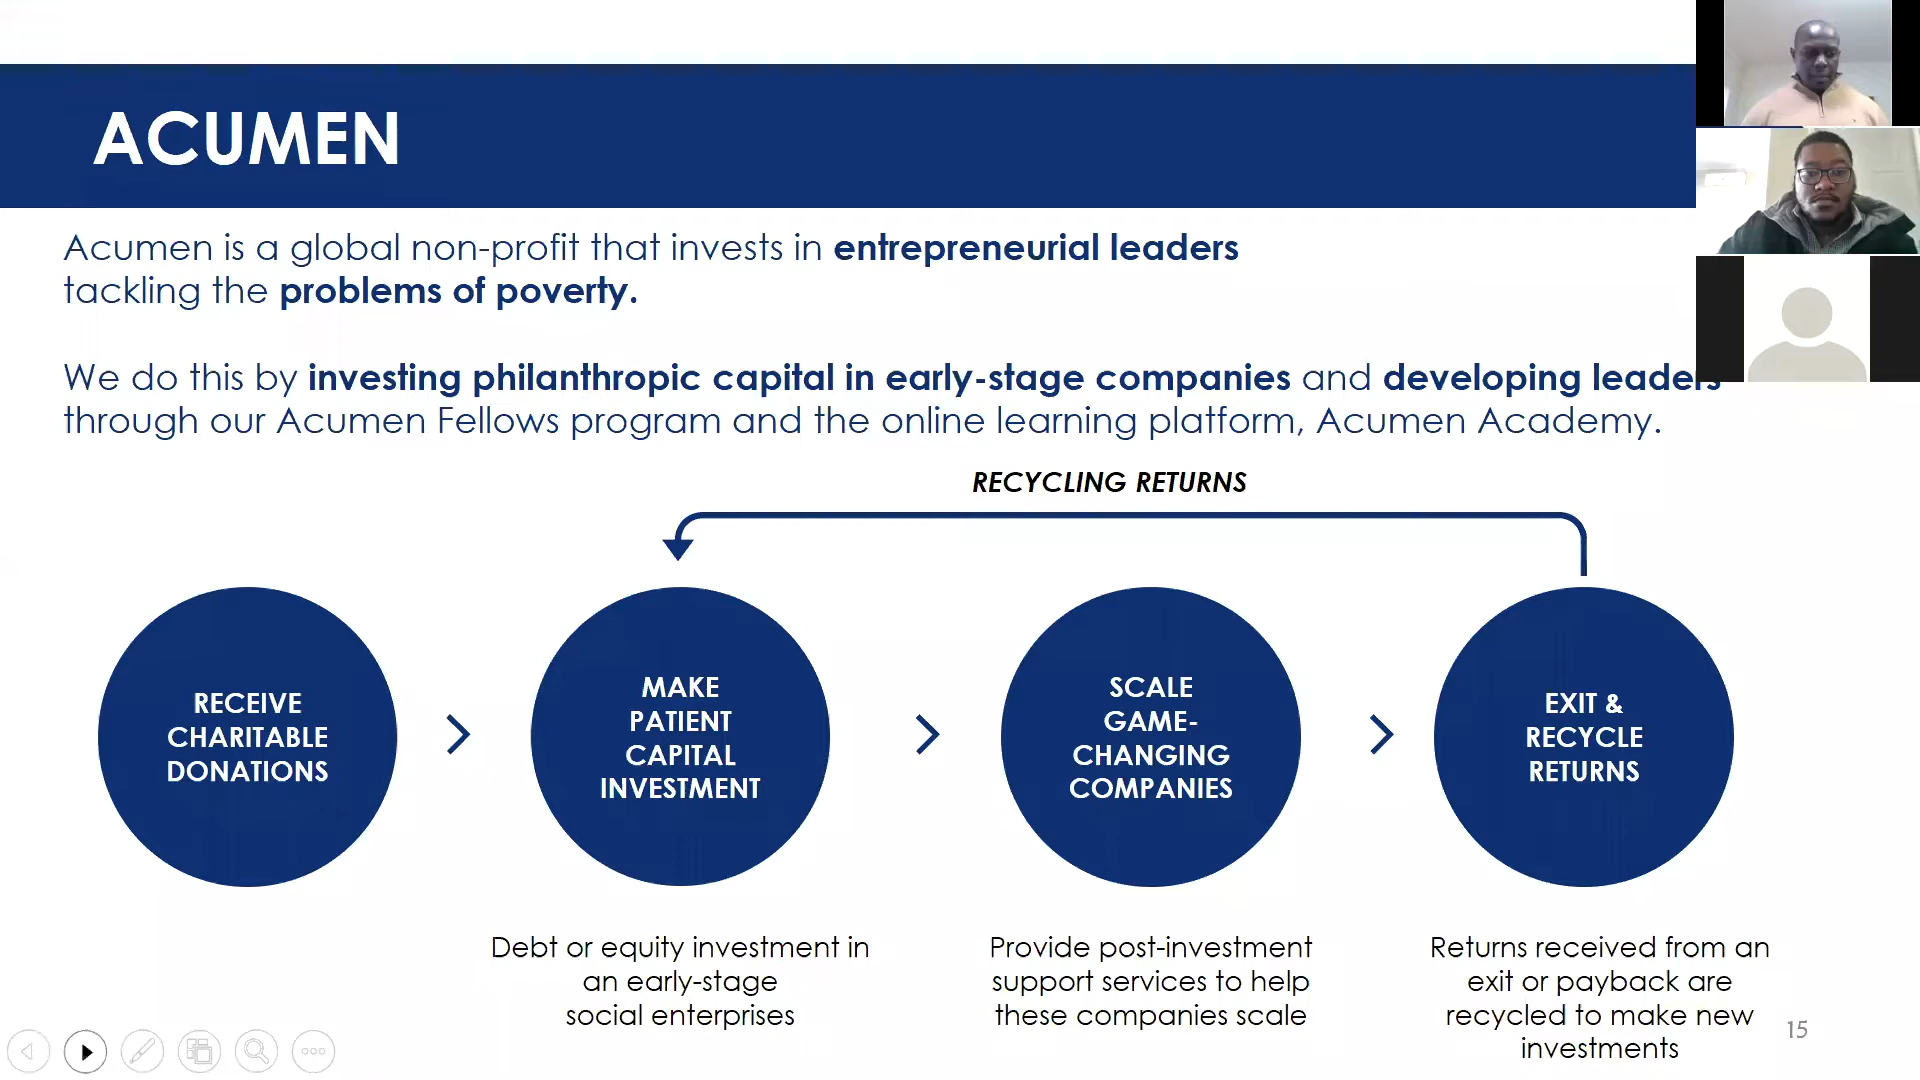 ACUMEN
Acumen is a global non-profit that invests in entrepreneurial leaders
tackling the problems of poverty.
We do this by investing philanthropic capital in early-stage companies and developing leaders
through our Acumen Fellows program and the online learning platform, Acumen Academy.
RECYCLING RETURNS
RECEIVE
CHARITABLE
DONATIONS
>
MAKE
PATIENT
CAPITAL
INVESTMENT
>
SCALE
GAME-
CHANGING
COMPANIES
>
EXIT &
RECYCLE
RETURNS
Debt or equity investment in
an early-stage
social enterprises
Provide post-investment
support services to help
these companies scale
Returns received from an
exit or payback are
recycled to make new
investments
15